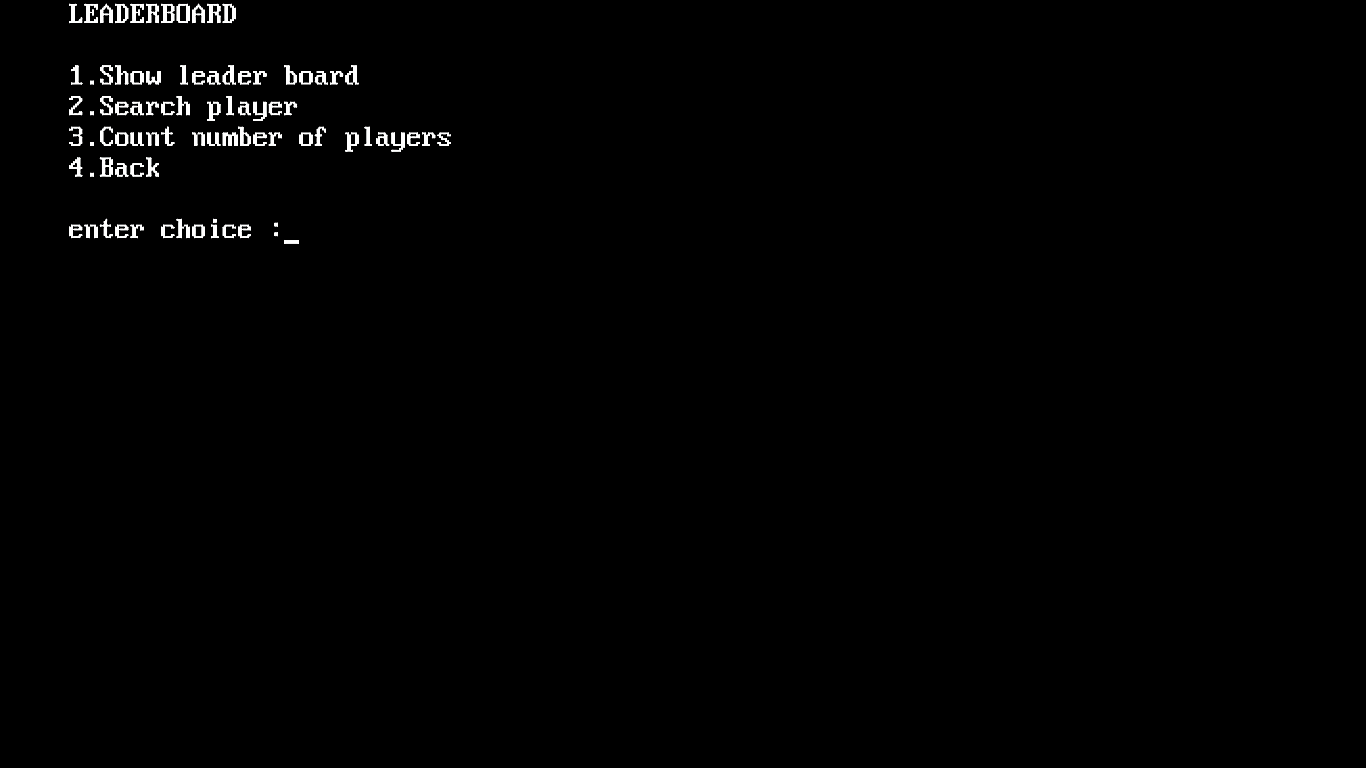 LEADERBOARD
1.Show leader board
2.Search player
3.Count number of players
4.Back
enter choice :_